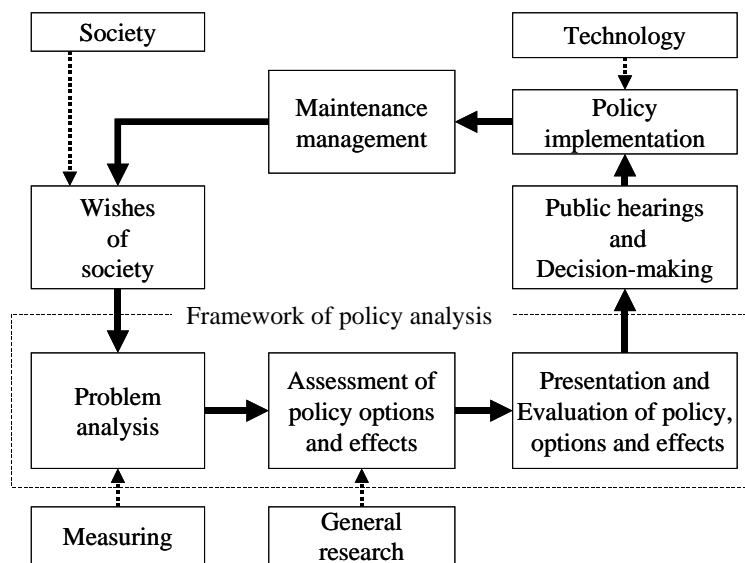 Society
Technology
Maintenance
management
Policy
implementation
Wishes
of
society
Public hearings
and
Decision-making
Framework of policy analysis
Problem
analysis
Assessment of
policy options
and effects
Presentation and
Evaluation of policy,
options and effects
Measuring
General
research